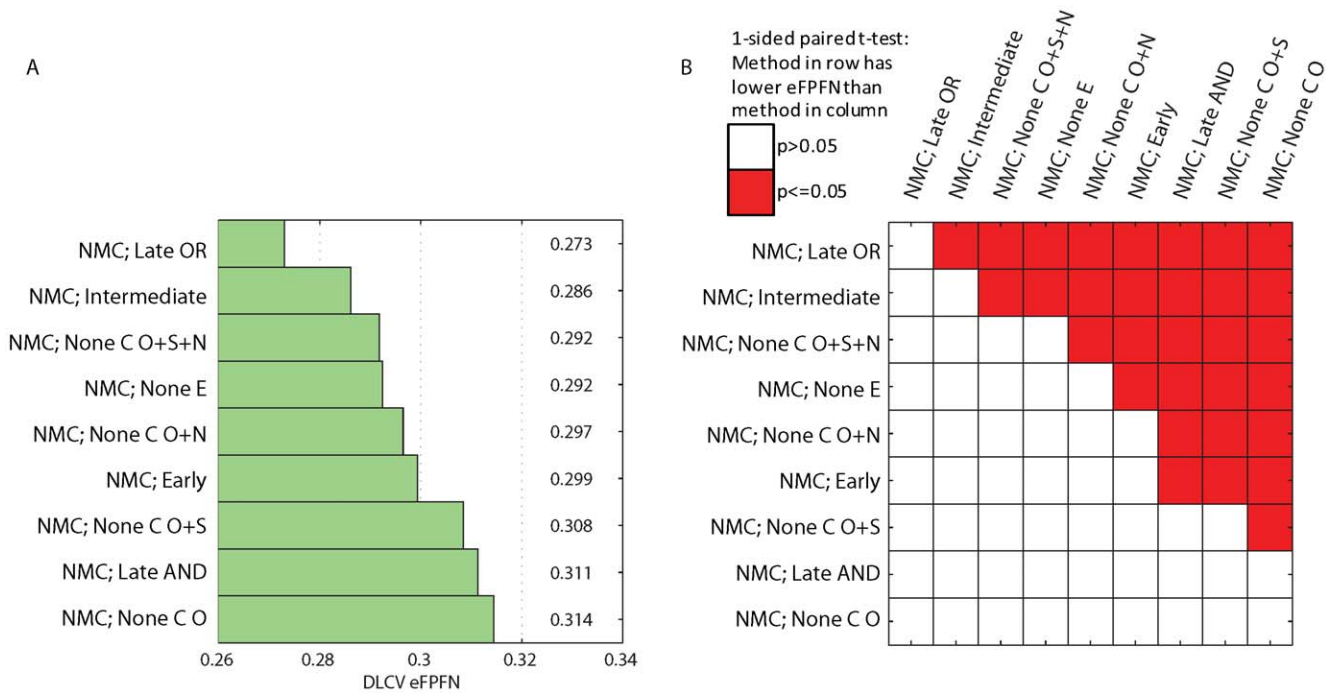 A
NMC; Late OR
NMC; Intermediate
NMC; None C O+S+N
NMC; None E
NMC; None C O+N
NMC; Early
NMC; None C O+S
NMC; Late AND
NMC; None C O
0.273
0.286
0.292
0.292
0.297
0.299
0.308
0.311
0.314
0.26 0.28 0.3 0.32 0.34
DLCV eFPFN
B
1-sided paired t-test:
Method in row has
lower eFPFN than
method in column
p>0.05
p<=0.05
NMC; Late OR
NMC; Intermediate
NMC; None C O+S+N
NMC; None E
NMC; None C O+N
NMC; Early
NMC; Late AND
NMC; None C O+S
NMC; None C O
NMC; Late OR
NMC; Intermediate
NMC; None C O+S+N
NMC; None E
NMC; None C O+N
NMC; Early
NMC; None C O+S
NMC; Late AND
NMC; None C O